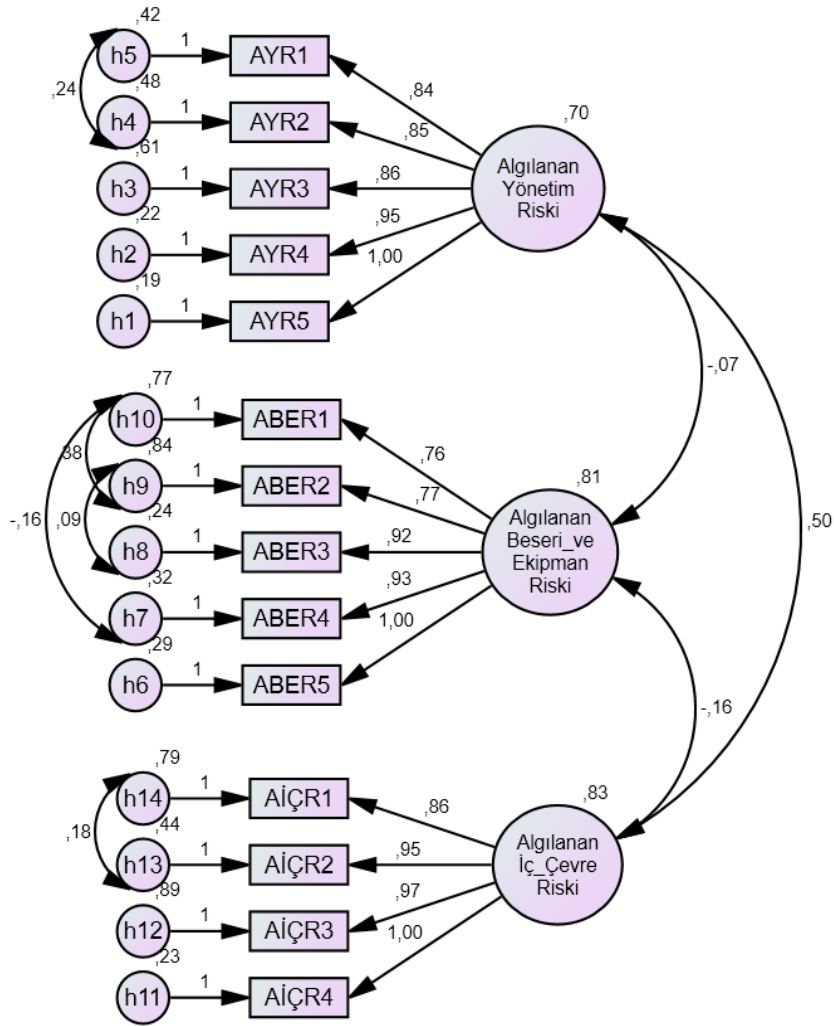 ,42
h5
1
AYR1
,84
,24
,48
h4
1
AYR2
,85
,70
,61
h3
1
AYR3
,86
Algılanan
Yönetim
Riski
,22
h2
1
AYR4
,95
,19
h1
1
AYR5
1,00
-,07
,77
h10
1
ABER1
,76
,38
,84
h9
1
ABER2
,77
,81
-,16
,09
,24
h8
1
ABER3
,92
Algılanan
Beseri_ve
Ekipman
Riski
,50
,32
h7
1
ABER4
,93
,29
h6
1
ABER5
1,00
-,16
,79
h14
1
AİÇR1
,86
,83
,18
,44
h13
1
AİÇR2
,95
Algılanan
İç_Çevre
Riski
,89
h12
1
AİÇR3
,97
,23
h11
1
AİÇR4
1,00